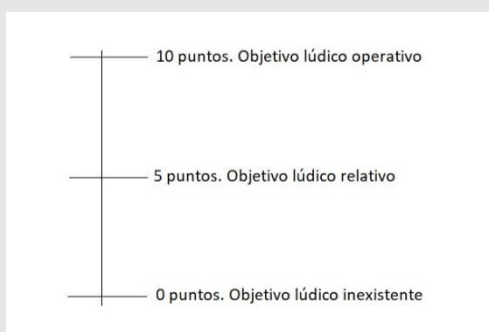 10 puntos. Objetivo lúdico operativo
5 puntos. Objetivo lúdico relativo
0 puntos. Objetivo lúdico inexistente